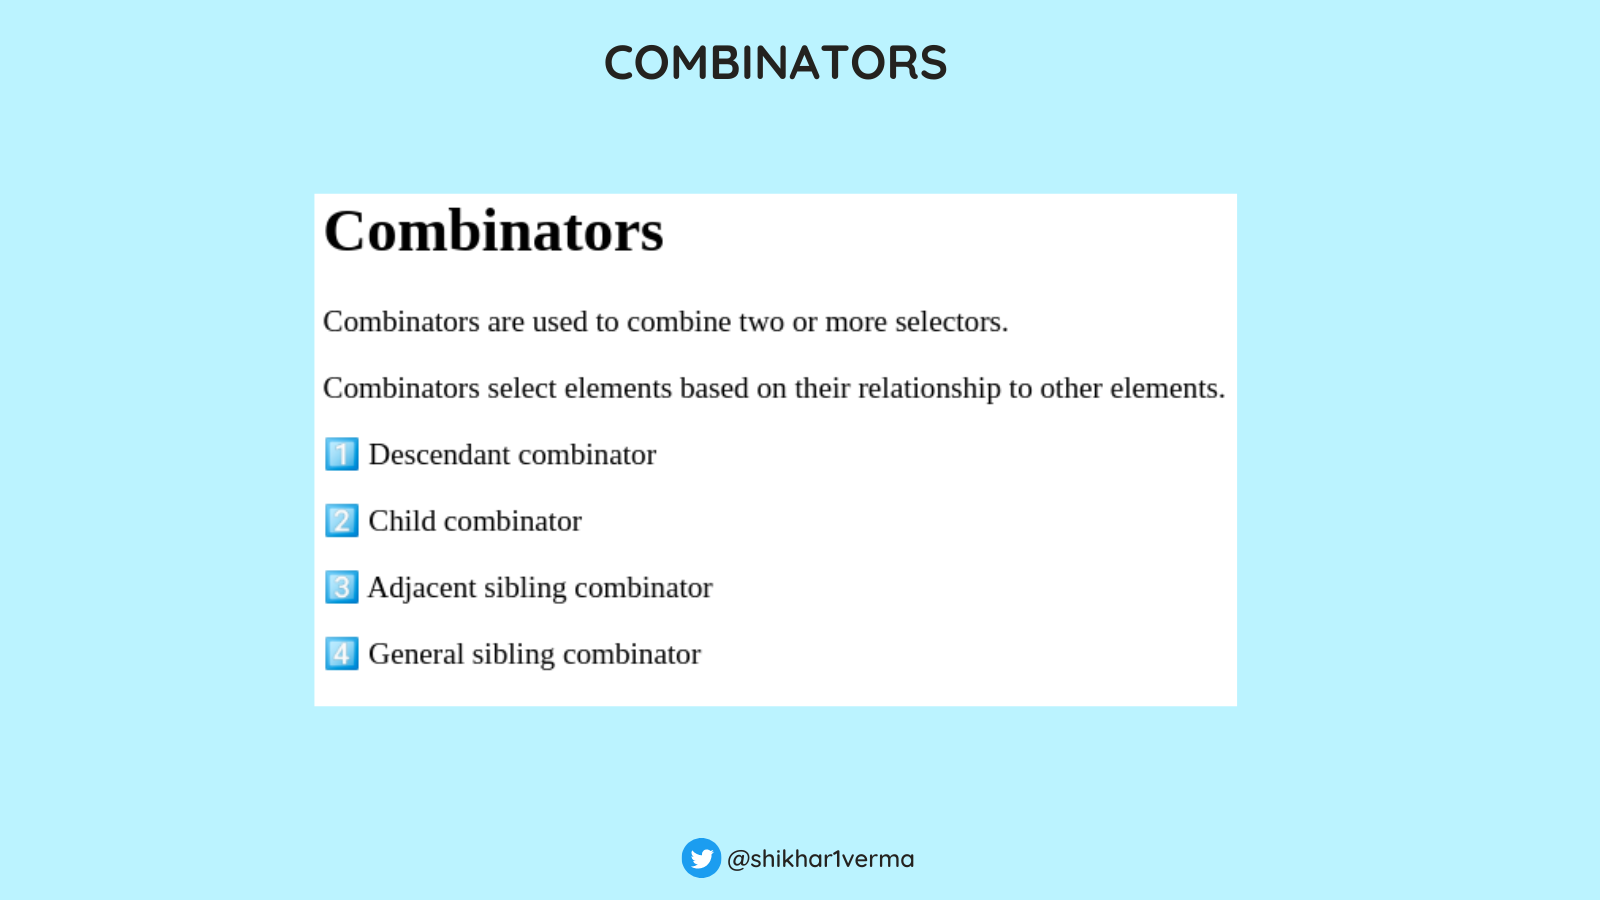 COMBINATORS
Combinators
Combinators are used to combine two or more selectors.
Combinators select elements based on their relationship to other elements.
1️⃣ Descendant combinator
2️⃣ Child combinator
3️⃣ Adjacent sibling combinator
4️⃣ General sibling combinator
@shikhar1verma